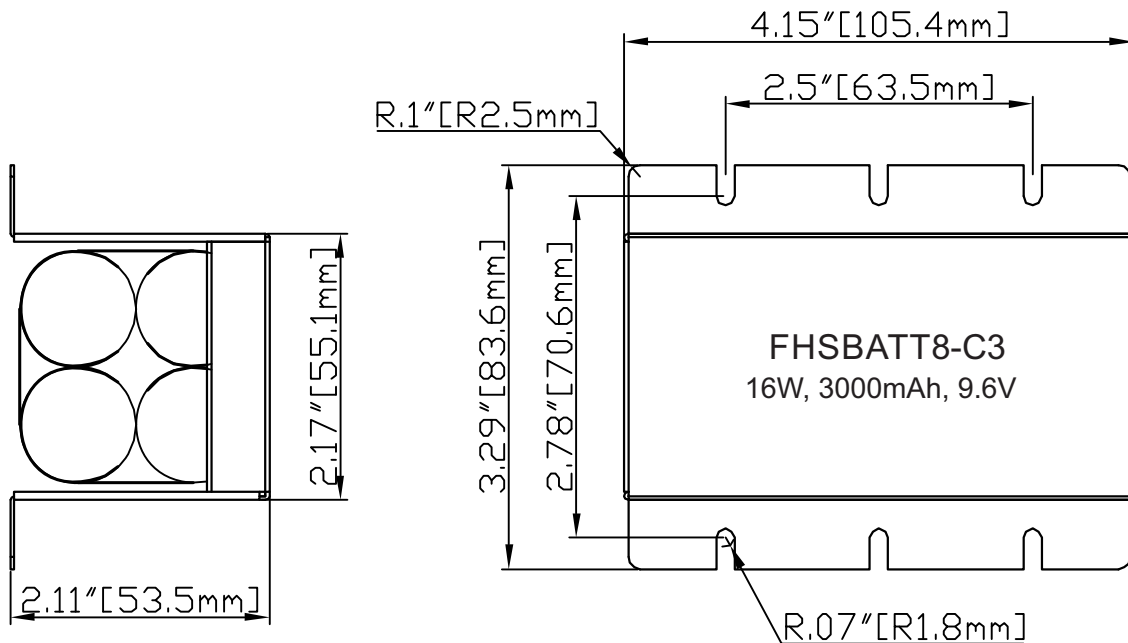 4.15"[105.4mm]
2.5"[63.5mm]
R.1"[R2.5mm]
2.17"[55.1mm]
3.29"[83.6mm]
2.78"[70.6mm]
FHSBATT8-C3
16W, 3000mAh, 9.6V
2.11"[53.5mm]
R.07"[R1.8mm]